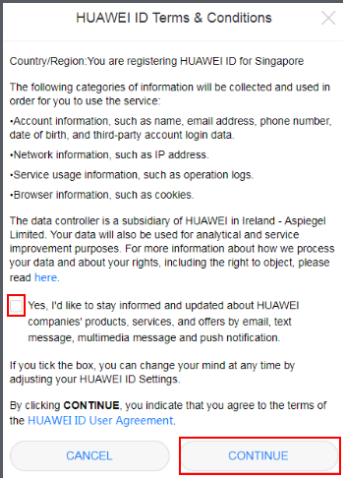 HUAWEI ID Terms & Conditions
Country/Region:You are registering HUAWEI ID for Singapore
The following categories of information will be collected and used in
order for you to use the service:
•Account information, such as name, email address, phone number,
date of birth, and third-party account login data.
•Network information, such as IP address.
•Service usage information, such as operation logs.
•Browser information, such as cookies.
The data controller is a subsidiary of HUAWEI in Ireland - Aspiegel
Limited. Your data will also be used for analytical and service
improvement purposes. For more information about how we process
your data and about your rights, including the right to object, please
read here.
Yes, I'd like to stay informed and updated about HUAWEI
companies' products, services, and offers by email, text
message, multimedia message and push notification.
If you tick the box, you can change your mind at any time by
adjusting your HUAWEI ID Settings.
By clicking CONTINUE, you indicate that you agree to the terms of
the HUAWEI ID User Agreement.
CANCEL
CONTINUE